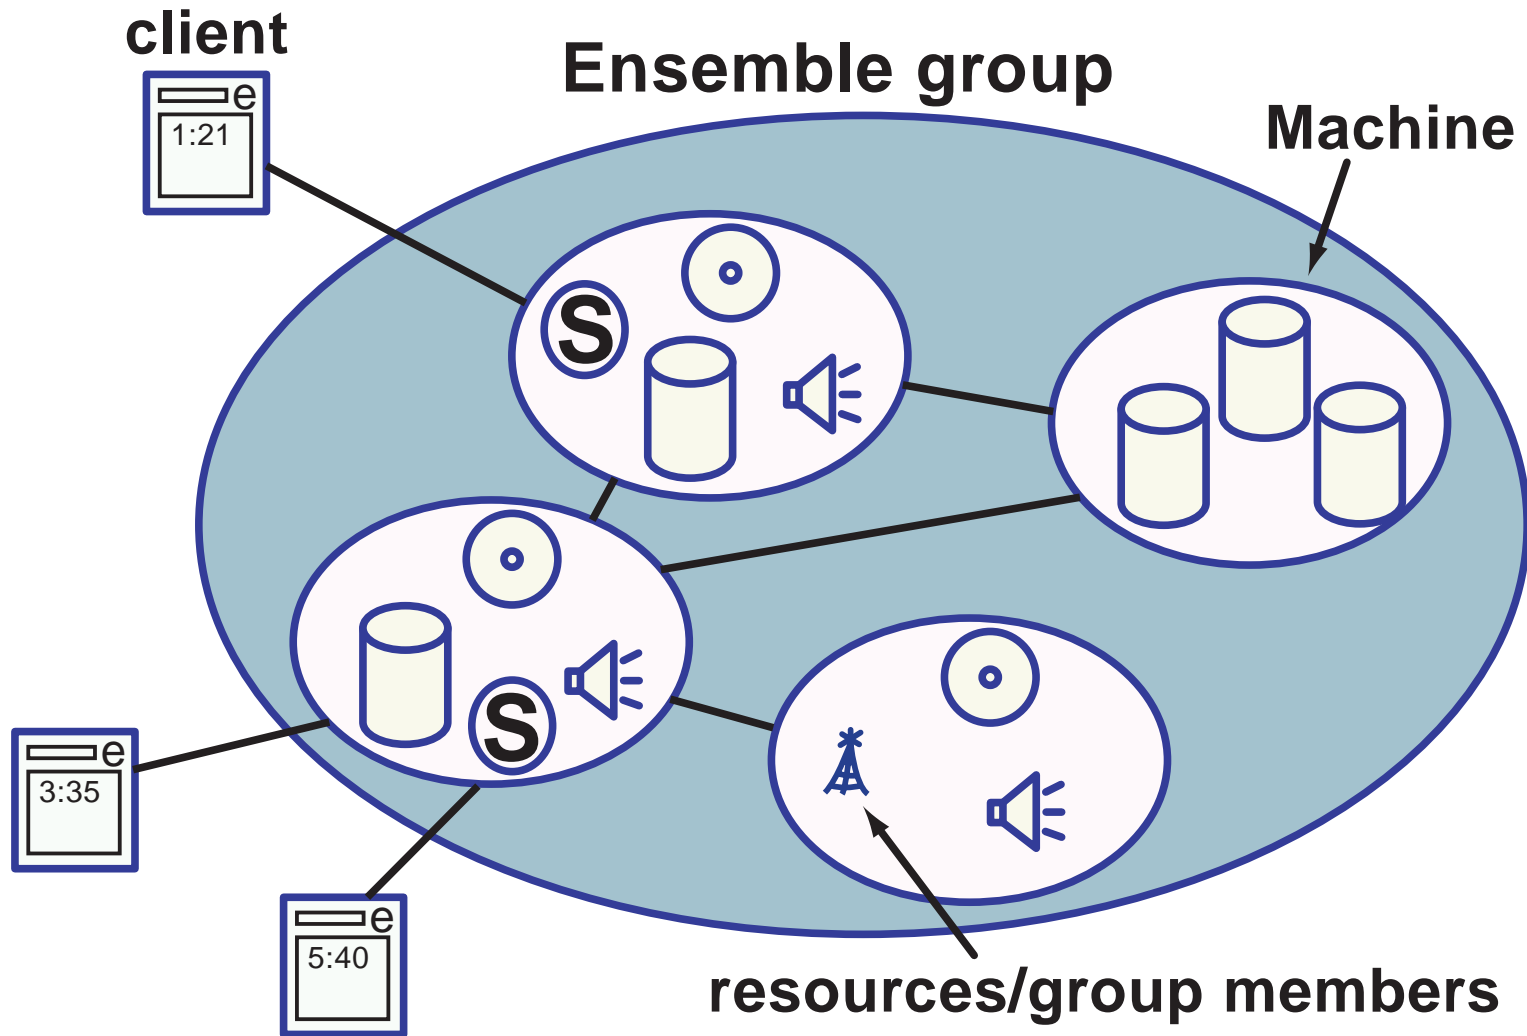 client
Ensemble group
e
1:21
Machine
S
S
e
3:35
e
5:40
resources/group members